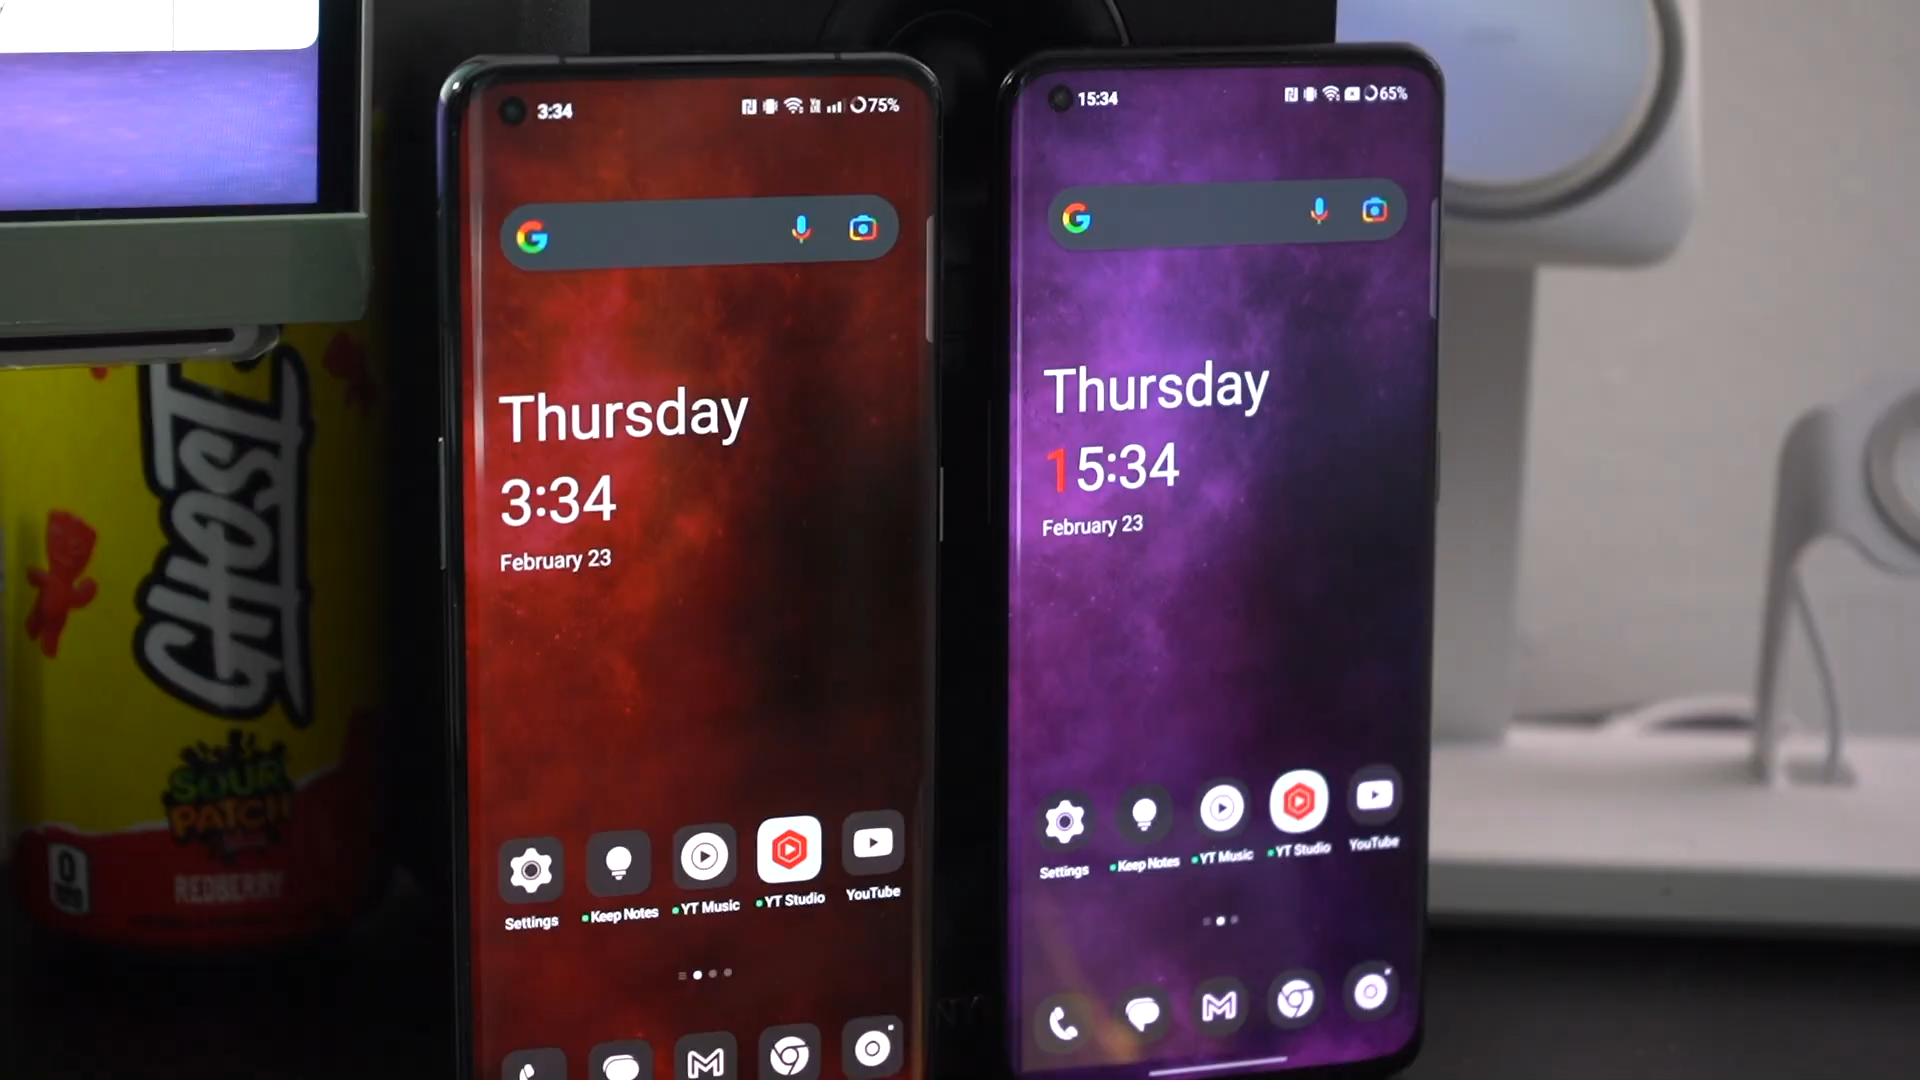 3:34
75%
Thursday
3:34
February 23
Settings
Keep Notes
YT Music
YT Studio
YouTube
15:34
65%
Thursday
15:34
February 23
Settings
Keep Notes
YT Music
YT Studio
YouTube
GHOST
SOUR
PATCH
0
REDBERRY